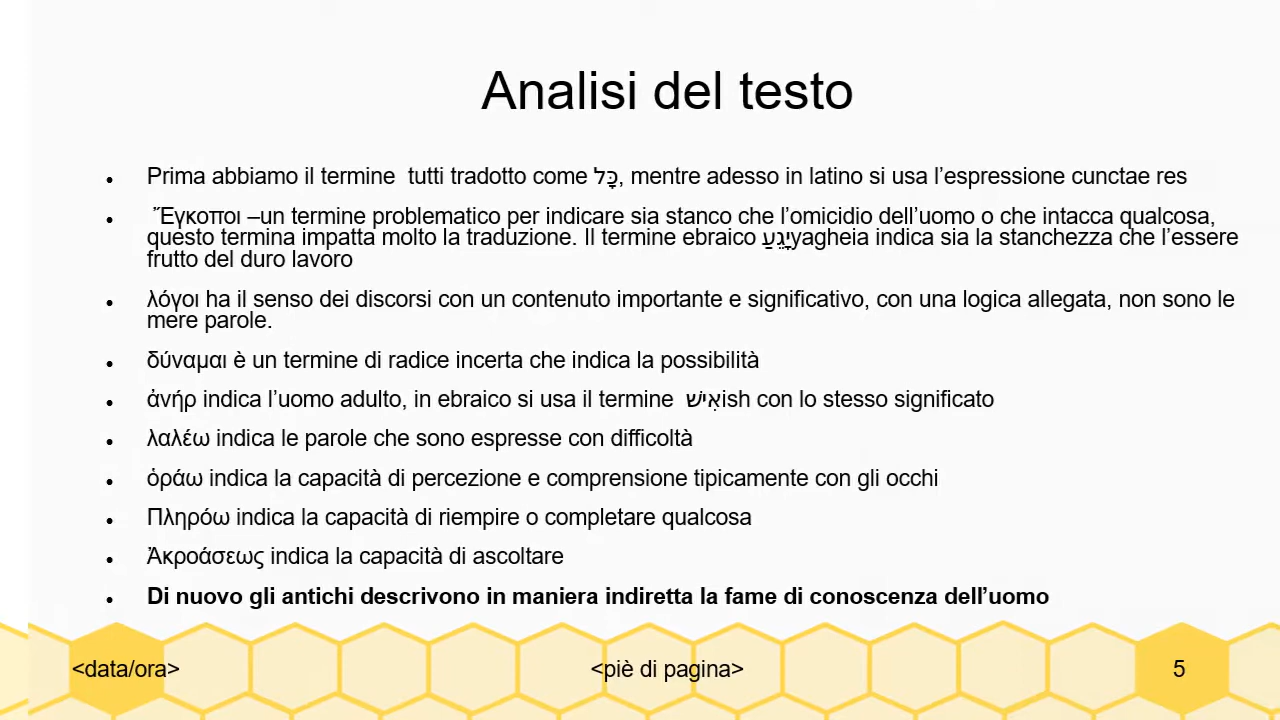 Analisi del testo
Prima abbiamo il termine  tutti tradotto come כָּל, mentre adesso in latino si usa l’espressione cunctae res
Ἔγκοποι –un termine problematico per indicare sia stanco che l’omicidio dell’uomo o che intacca qualcosa,
questo termina impatta molto la traduzione. Il termine ebraico יָגֵעַyagheia indica sia la stanchezza che l’essere
frutto del duro lavoro
λόγοι ha il senso dei discorsi con un contenuto importante e significativo, con una logica allegata, non sono le
mere parole.
δύναμαι è un termine di radice incerta che indica la possibilità
ἀνήρ indica l’uomo adulto, in ebraico si usa il termine  אִישׁish con lo stesso significato
λαλέω indica le parole che sono espresse con difficoltà
ὁράω indica la capacità di percezione e comprensione tipicamente con gli occhi
Πληρόω indica la capacità di riempire o completare qualcosa
Ἀκροάσεως indica la capacità di ascoltare
Di nuovo gli antichi descrivono in maniera indiretta la fame di conoscenza dell’uomo
<data/ora>
<piè di pagina>
5